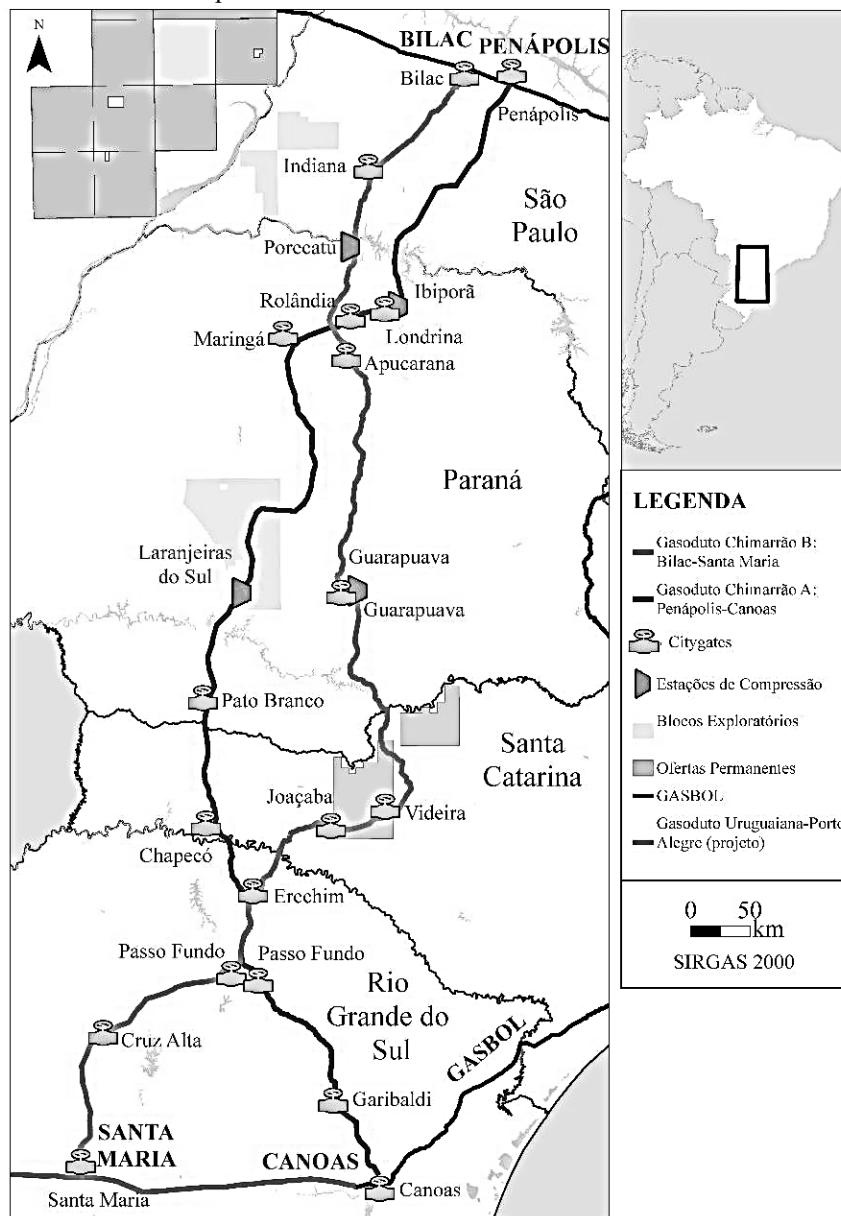 N
BILAC
PENÁPOLIS
Bilac
Penápolis
Indiana
São
Paulo
Porecatu
Ibiporã
Rolândia
Londrina
Maringá
Apucarana
Paraná
Laranjeiras
do Sul
Guarapuava
Guarapuava
Pato Branco
Santa
Catarina
Joaçaba
Videira
Chapecó
Erechim
Passo Fundo
Passo Fundo
Rio
Grande do
Sul
GASBOL
Cruz Alta
Garibaldi
SANTA
MARIA
CANOAS
Santa Maria
Canoas
LEGENDA
Gasoduto Chimarrão B:
Bilac-Santa Maria
Gasoduto Chimarrão A:
Penápolis-Canoas
Citygates
Estações de Compressão
Blocos Exploratórios
Ofertas Permanentes
GASBOL
Gasoduto Uruguaiana-Porto
Alegre (projeto)
0 50
km
SIRGAS 2000